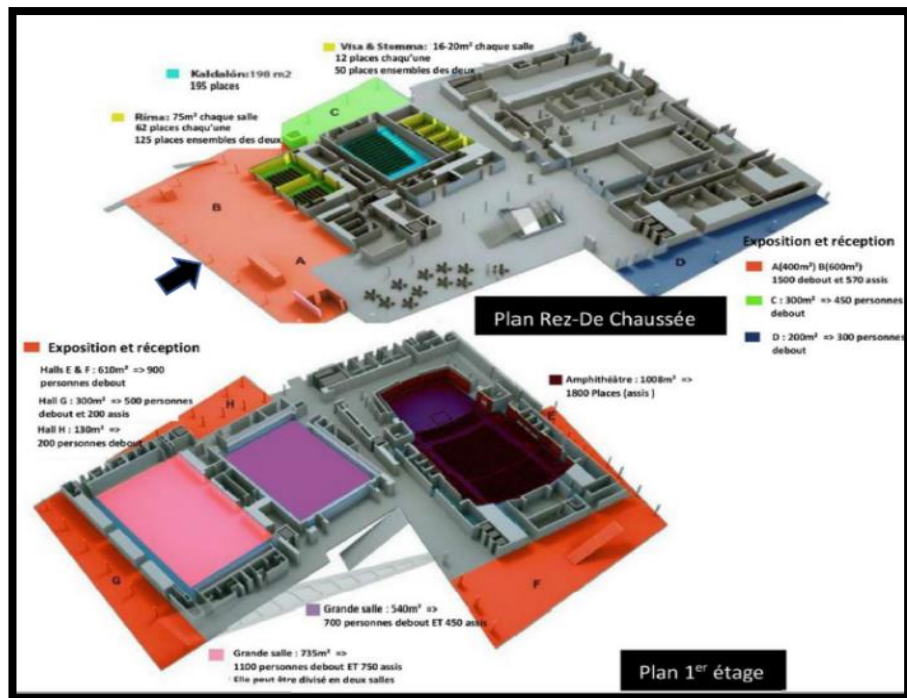 Vísa & Stemma: 16-20m² chaque salle
12 places chaqu'une
50 places ensembles des deux
Kaldalón:198 m2
195 places
Ríma: 75m² chaque salle
62 places chaqu'une
125 places ensembles des deux
C
B
A
D
1
2
3
Exposition et réception
A(400m²) B(600m²)
1500 debout et 570 assis
C : 300m² => 450 personnes
debout
D : 200m² => 300 personnes
debout
Plan Rez-De Chaussée
Exposition et réception
Halls E & F : 610m² => 900
personnes debout
Hall G : 300m² => 500 personnes
debout et 200 assis
Hall H : 130m² =>
200 personnes debout
Amphithéâtre : 1008m² =>
1800 Places (assis )
H
E
G
F
Grande salle : 540m² =>
700 personnes debout ET 450 assis
Grande salle : 735m² =>
1100 personnes debout ET 750 assis
Elle peut être divisé en deux salles
Plan 1er étage